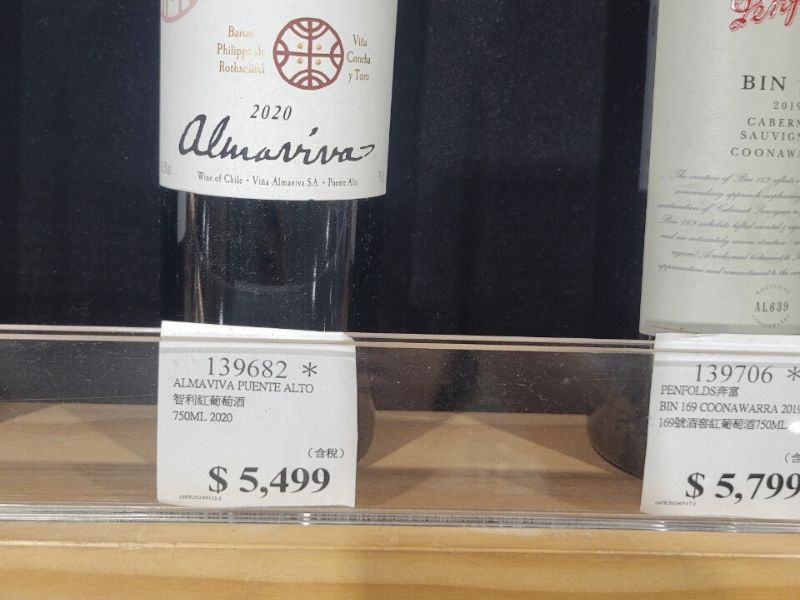 Baron
Philippe de
Rothschild
Viña
Concha
y Toro
2020
Almaviva
Wine of Chile · Viña Almaviva S.A. · Puente Alto
139682 *
ALMAVIVA PUENTE ALTO
智利紅葡萄酒
750ML 2020
(含稅)
$ 5,499
Penf
BIN
2019
CABERN
SAUVIGN
COONAWA
AL639
139706 *
PENFOLDS奔富
BIN 169 COONAWARRA 2019
169號酒窖紅葡萄酒750ML
(含
$ 5,799